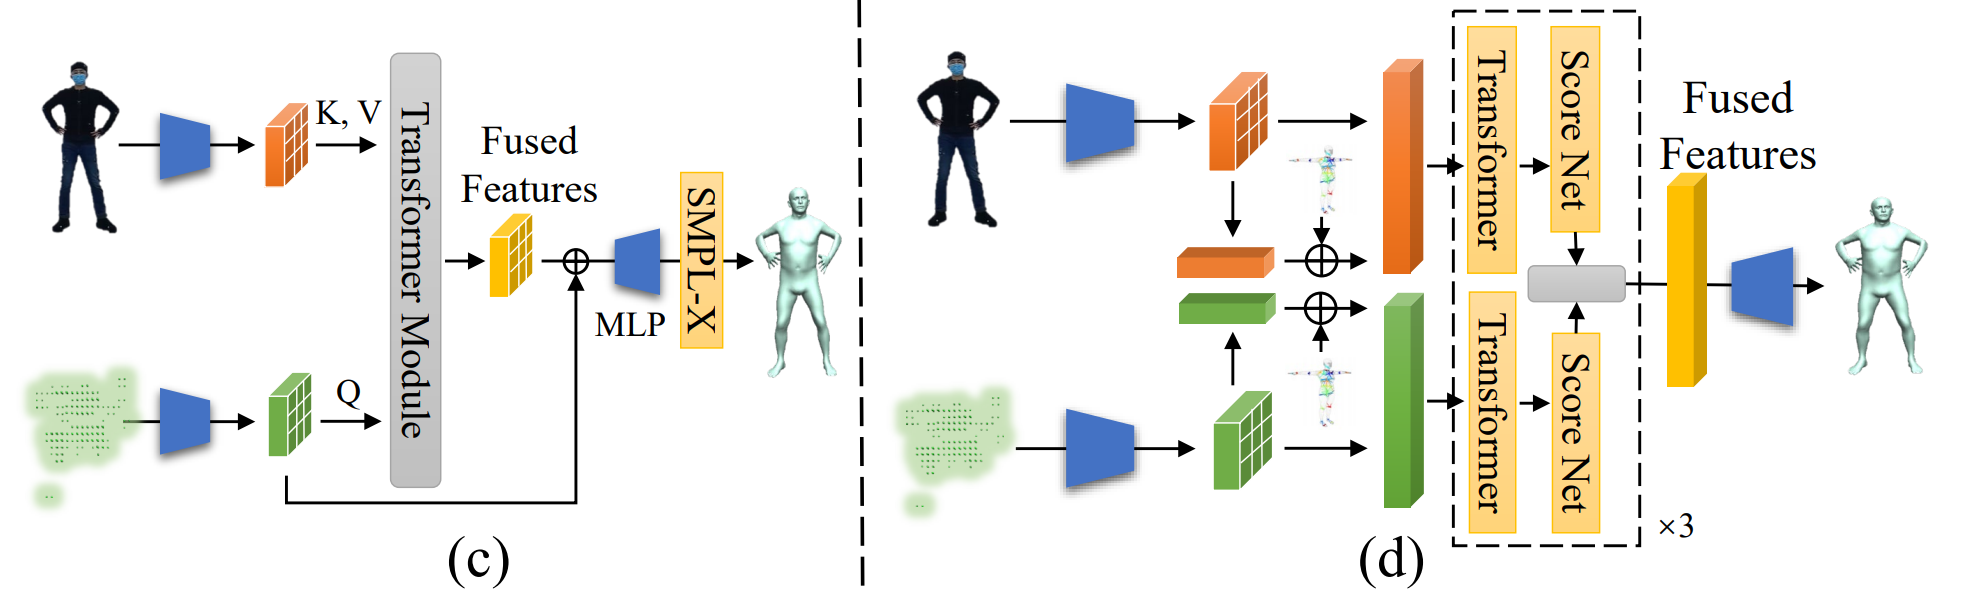 K, V
Q
Transformer Module
Fused
Features
MLP
SMPL-X
(c)
Transformer
Score Net
Transformer
Score Net
×3
Fused
Features
(d)